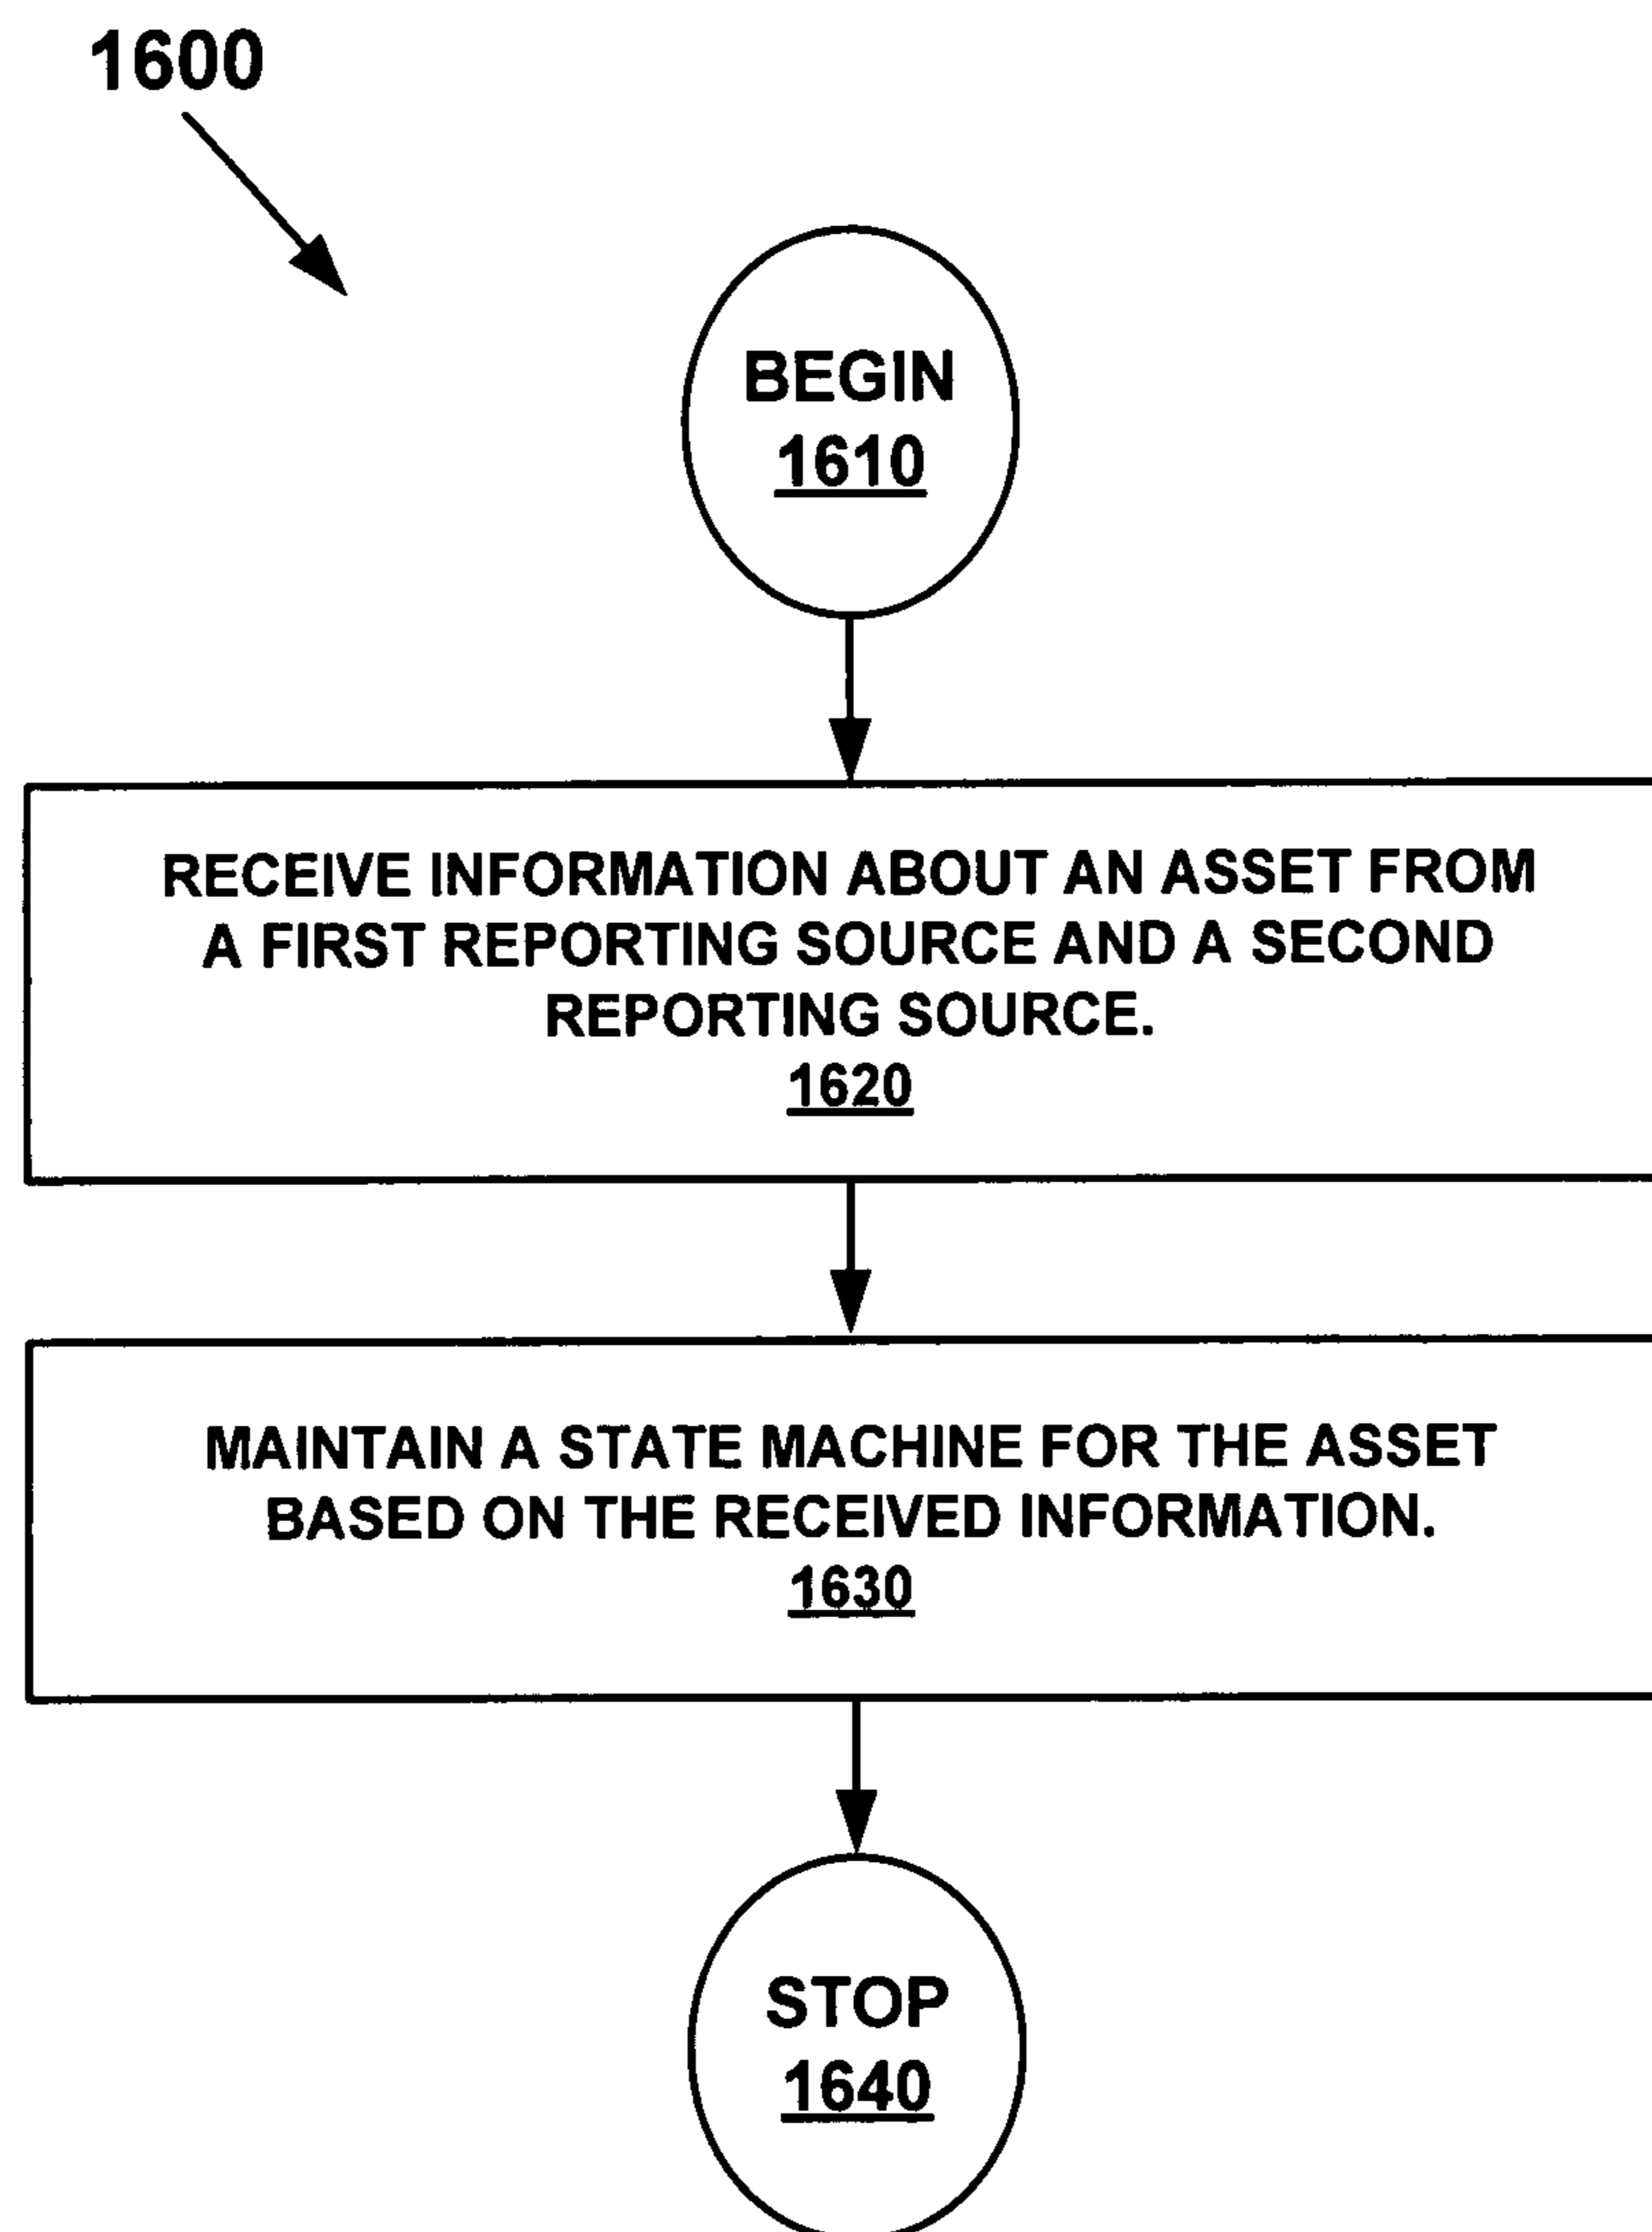 1600
BEGIN
1610
RECEIVE INFORMATION ABOUT AN ASSET FROM
A FIRST REPORTING SOURCE AND A SECOND
REPORTING SOURCE.
1620
MAINTAIN A STATE MACHINE FOR THE ASSET
BASED ON THE RECEIVED INFORMATION.
1630
STOP
1640